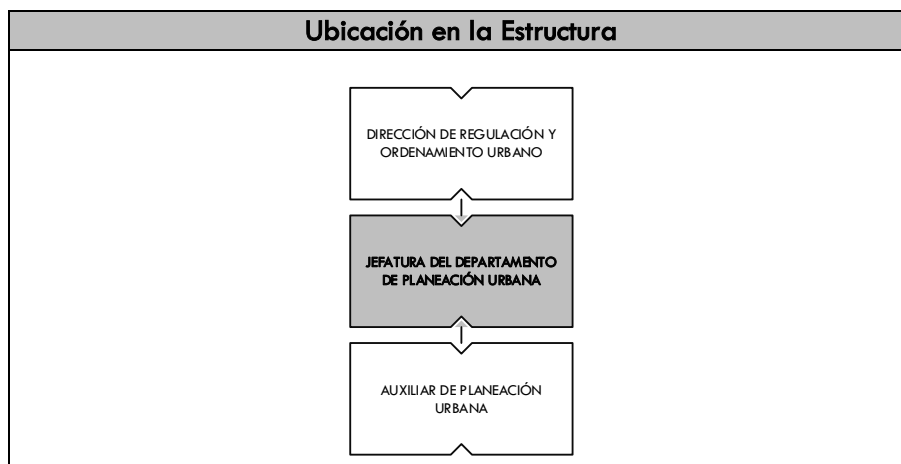 Ubicación en la Estructura
DIRECCIÓN DE REGULACIÓN Y
ORDENAMIENTO URBANO
JEFATURA DEL DEPARTAMENTO
DE PLANEACIÓN URBANA
AUXILIAR DE PLANEACIÓN
URBANA